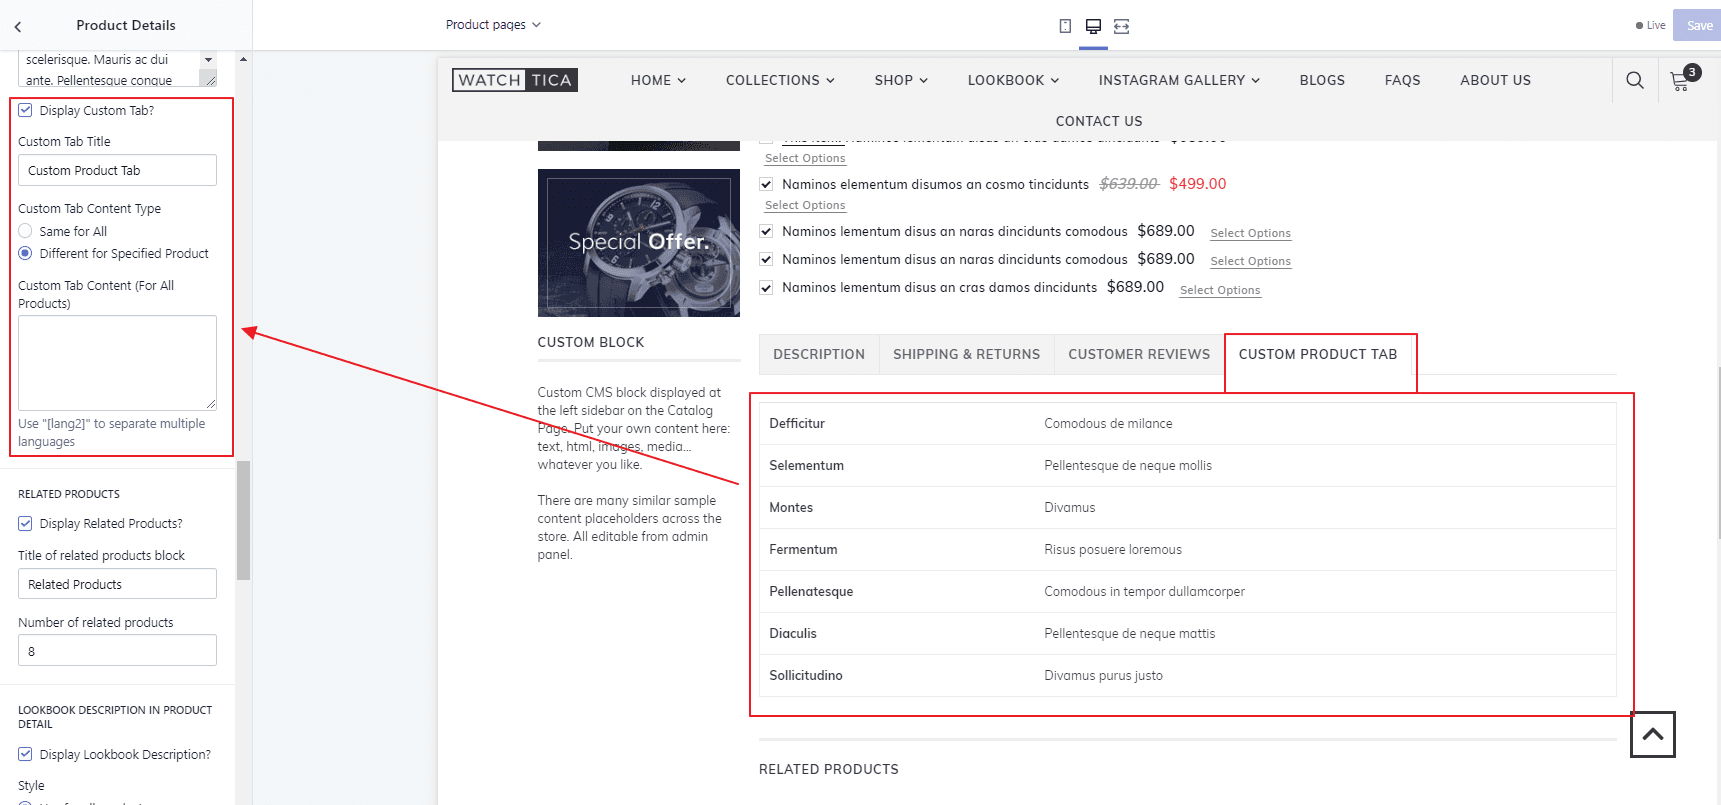 Product Details
Product pages
Live
Save
scelerisque. Mauris ac dui
ante. Pellentesque congue
Display Custom Tab?
Custom Tab Title
Custom Product Tab
Custom Tab Content Type
Same for All
Different for Specified Product
Custom Tab Content (For All
Products)
Use "[lang2]" to separate multiple
languages
RELATED PRODUCTS
Display Related Products?
Title of related products block
Related Products
Number of related products
8
LOOKBOOK DESCRIPTION IN PRODUCT
DETAIL
Display Lookbook Description?
Style
WATCH TICA
HOME
COLLECTIONS
SHOP
LOOKBOOK
INSTAGRAM GALLERY
BLOGS
FAQS
ABOUT US
3
CONTACT US
Special Offer.
CUSTOM BLOCK
Custom CMS block displayed at
the left sidebar on the Catalog
Page. Put your own content here:
text, html, images, media...
whatever you like.
There are many similar sample
content placeholders across the
store. All editable from admin
panel.
Select Options
Naminos elementum disumos an cosmo tincidunts $639.00 $499.00
Select Options
Naminos lementum disus an naras dincidunts comodous $689.00 Select Options
Naminos lementum disus an naras dincidunts comodous $689.00 Select Options
Naminos lementum disus an cras damos dincidunts $689.00 Select Options
DESCRIPTION
SHIPPING & RETURNS
CUSTOMER REVIEWS
CUSTOM PRODUCT TAB
Defficitur Comodous de milance
Selementum Pellentesque de neque mollis
Montes Divamus
Fermentum Risus posuere loremous
Pellenatesque Comodous in tempor dullamcorper
Diaculis Pellentesque de neque mattis
Sollicitudino Divamus purus justo
RELATED PRODUCTS